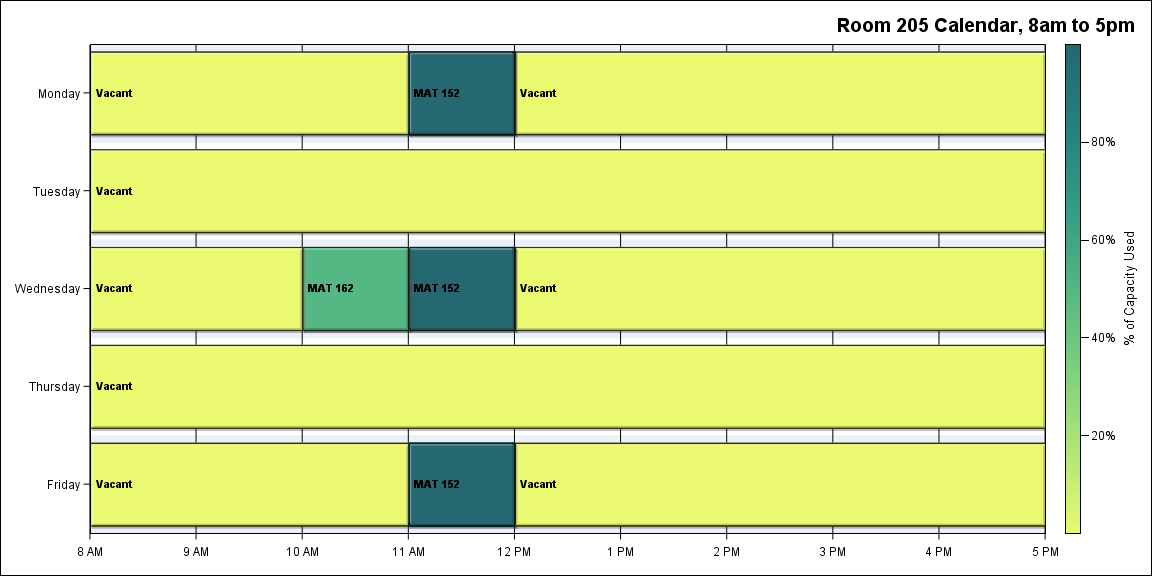 Room 205 Calendar, 8am to 5pm
Monday
Vacant
MAT 152
Vacant
Tuesday
Vacant
Wednesday
Vacant
MAT 162
MAT 152
Vacant
Thursday
Vacant
Friday
Vacant
MAT 152
Vacant
8 AM
9 AM
10 AM
11 AM
12 PM
1 PM
2 PM
3 PM
4 PM
5 PM
80%
60%
40%
20%
% of Capacity Used